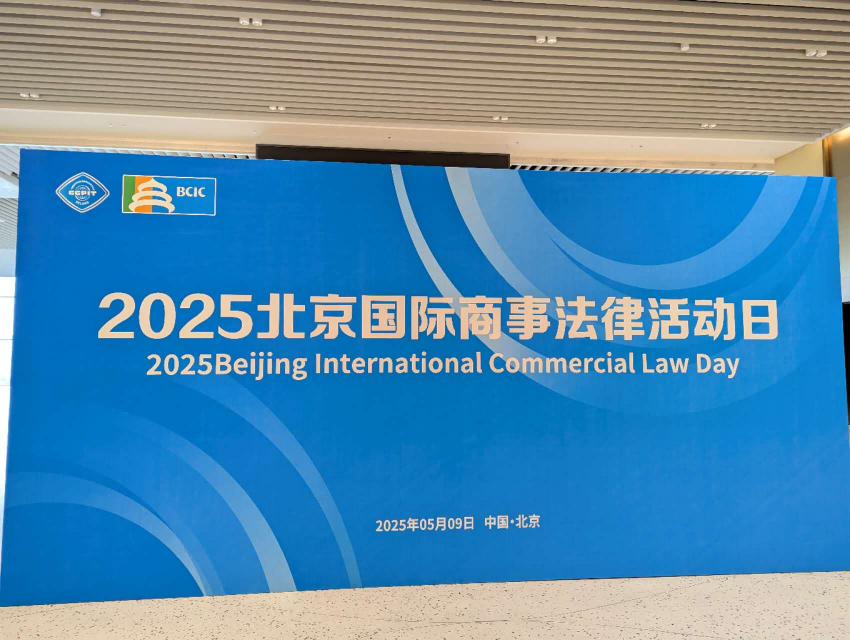 CCPIT
BCIC
2025北京国际商事法律活动日
2025Beijing International Commercial Law Day
2025年05月09日 中国·北京